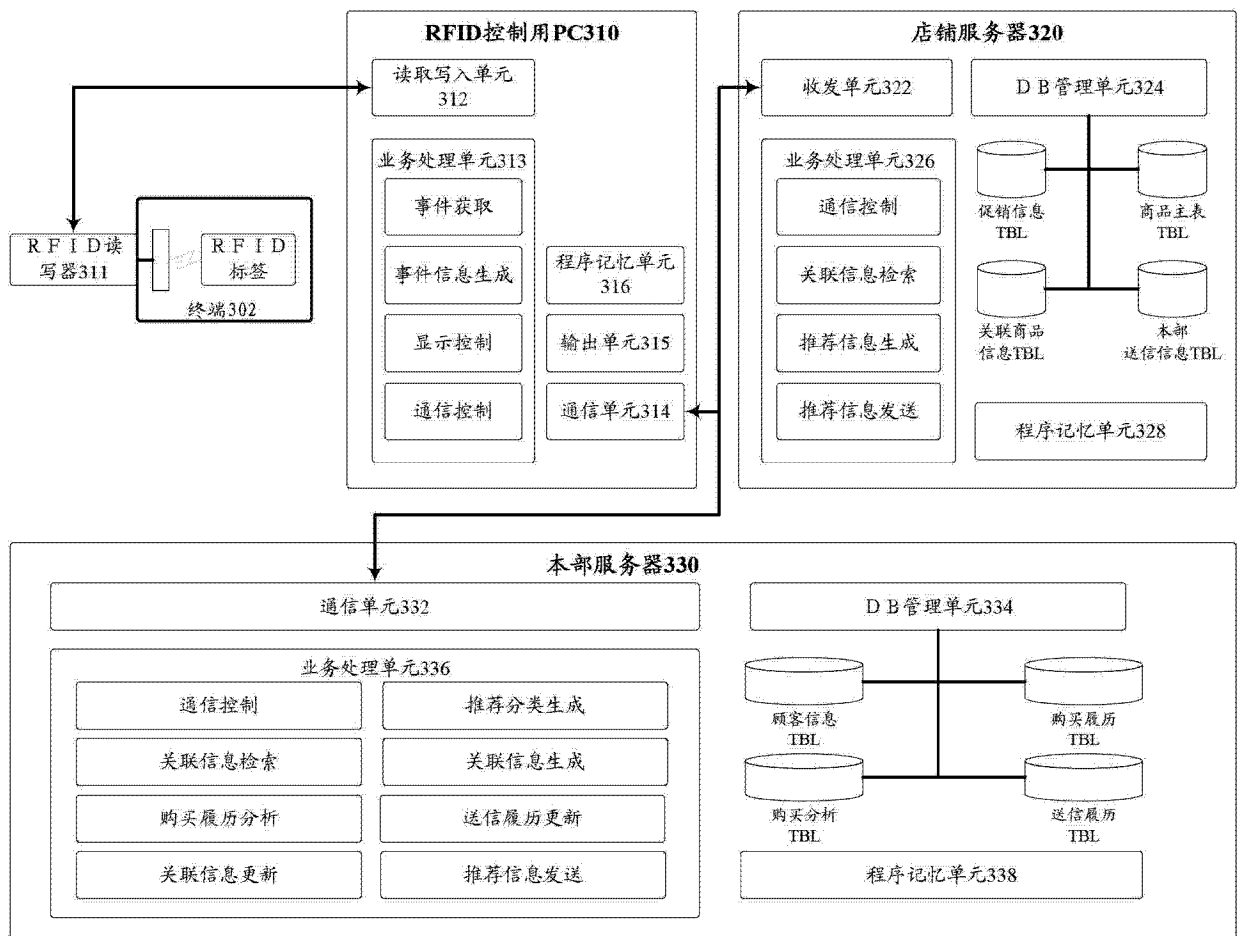 RFID控制用PC310
读取写入单元
312
业务处理单元313
事件获取
事件信息生成
显示控制
通信控制
程序记忆单元
316
输出单元315
通信单元314
RFID读
写器311
RFID
标签
终端302
店铺服务器320
收发单元322
DB管理单元324
业务处理单元326
通信控制
关联信息检索
推荐信息生成
推荐信息发送
促销信息
TBL
商品主表
TBL
关联商品
信息TBL
本部
送信信息TBL
程序记忆单元328
本部服务器330
通信单元332
DB管理单元334
业务处理单元336
通信控制
推荐分类生成
关联信息检索
关联信息生成
购买履历分析
送信履历更新
关联信息更新
推荐信息发送
顾客信息
TBL
购买履历
TBL
购买分析
TBL
送信履历
TBL
程序记忆单元338